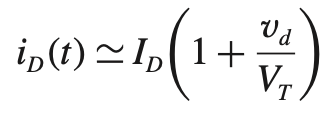 i_D(t) ≃ I_D(1 + v_d/V_T)